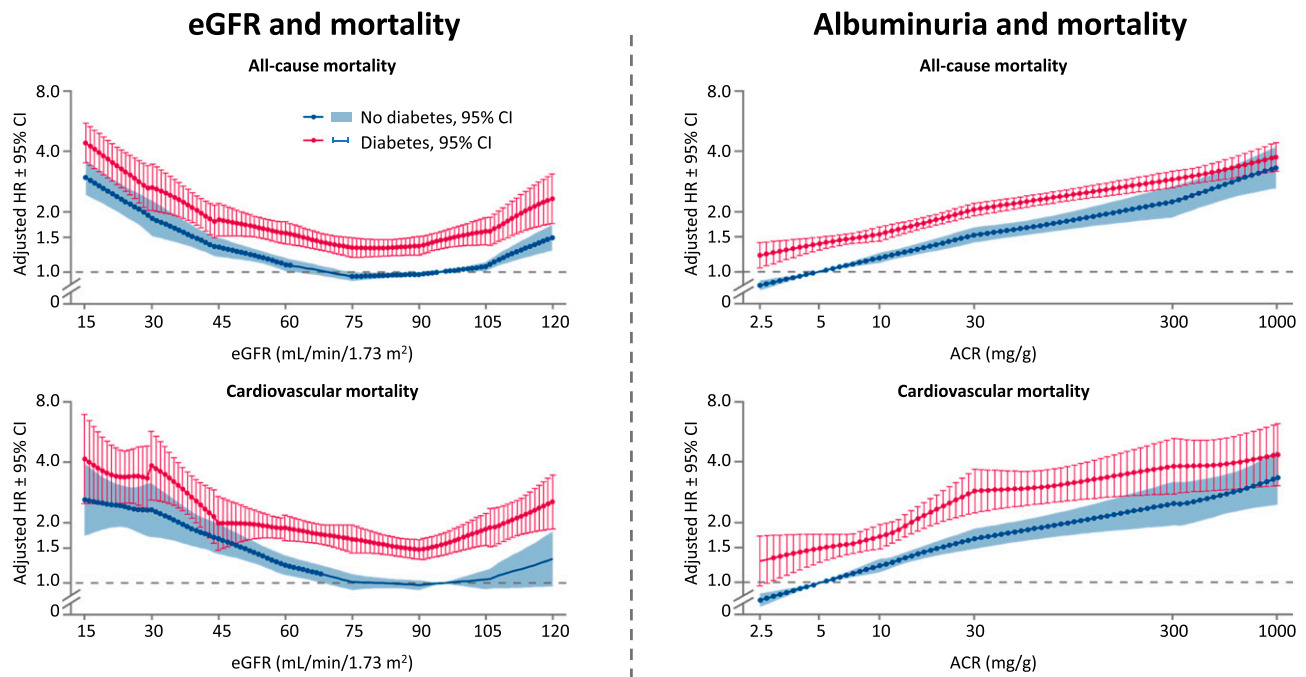 eGFR and mortality
All-cause mortality
Adjusted HR ± 95% CI
8.0
4.0
2.0
1.5
1.0
0
No diabetes, 95% CI
Diabetes, 95% CI
15 30 45 60 75 90 105 120
eGFR (mL/min/1.73 m²)
Cardiovascular mortality
Adjusted HR ± 95% CI
8.0
4.0
2.0
1.5
1.0
0
15 30 45 60 75 90 105 120
eGFR (mL/min/1.73 m²)
Albuminuria and mortality
All-cause mortality
Adjusted HR ± 95% CI
8.0
4.0
2.0
1.5
1.0
0
2.5 5 10 30 300 1000
ACR (mg/g)
Cardiovascular mortality
Adjusted HR ± 95% CI
8.0
4.0
2.0
1.5
1.0
0
2.5 5 10 30 300 1000
ACR (mg/g)